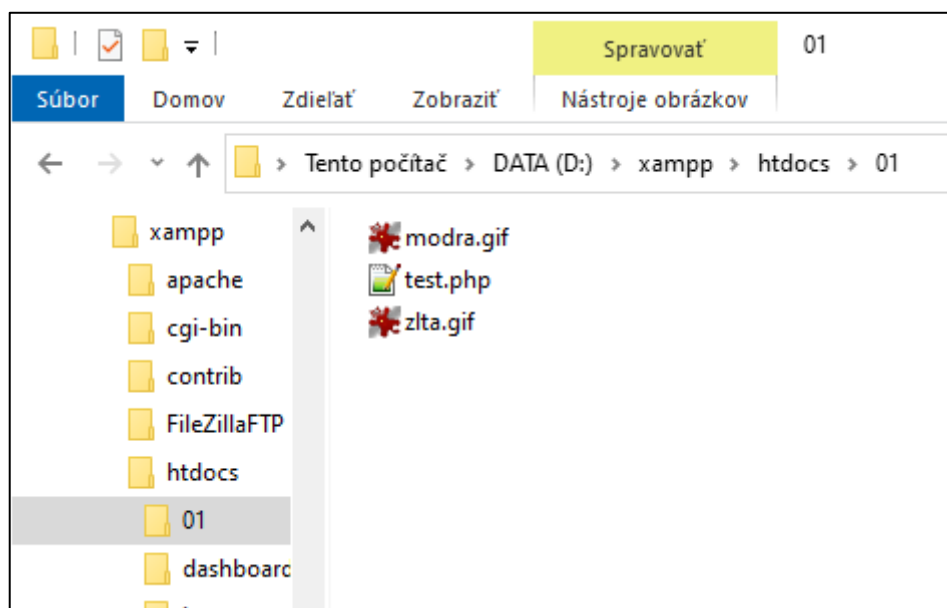 Spravovať 01
Súbor Domov Zdieľať Zobraziť Nástroje obrázkov
Tento počítač > DATA (D:) > xampp > htdocs > 01
xampp
apache
cgi-bin
contrib
FileZillaFTP
htdocs
01
dashboard
modra.gif
test.php
zlta.gif